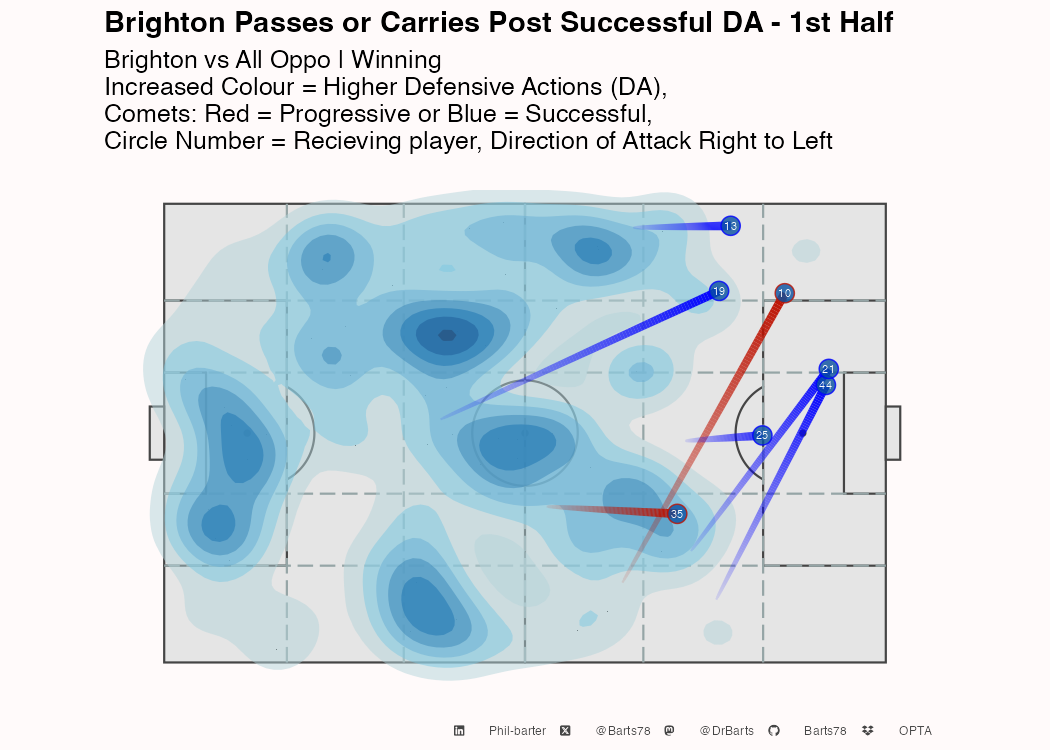 Brighton Passes or Carries Post Successful DA - 1st Half
Brighton vs All Oppo | Winning
Increased Colour = Higher Defensive Actions (DA),
Comets: Red = Progressive or Blue = Successful,
Circle Number = Recieving player, Direction of Attack Right to Left
13
19
10
21
44
25
35
Phil-barter @Barts78 @DrBarts Barts78 OPTA